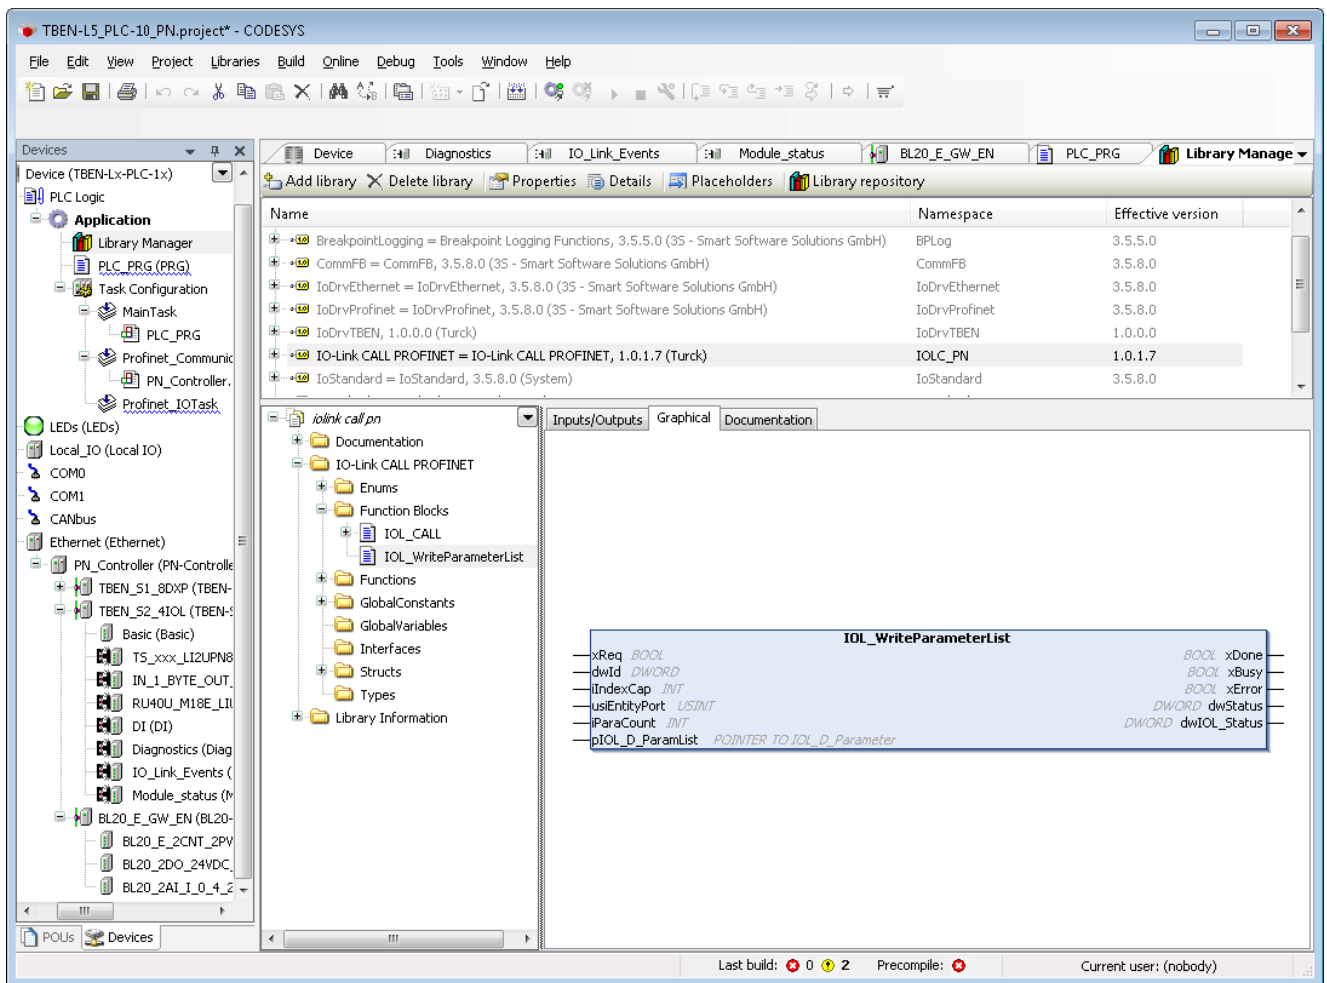 TBEN-L5_PLC-10_PN.project* - CODESYS
File Edit View Project Libraries Build Online Debug Tools Window Help
Devices
Device (TBEN-Lx-PLC-1x)
PLC Logic
Application
Library Manager
PLC_PRG (PRG)
Task Configuration
MainTask
PLC_PRG
Profinet_Communic
PN_Controller.
Profinet_IOTask
LEDs (LEDs)
Local_IO (Local IO)
COM0
COM1
CANbus
Ethernet (Ethernet)
PN_Controller (PN-Controlle
TBEN_S1_8DXP (TBEN-
TBEN_S2_4IOL (TBEN-S
Basic (Basic)
TS_xxx_LI2UPN8
IN_1_BYTE_OUT_
RU40U_M18E_LIU
DI (DI)
Diagnostics (Diag
IO_Link_Events (
Module_status (M
BL20_E_GW_EN (BL20-
BL20_E_2CNT_2PW
BL20_2DO_24VDC_
BL20_2AI_I_0_4_2
POUs Devices
Device Diagnostics IO_Link_Events Module_status BL20_E_GW_EN PLC_PRG Library Manage
Add library Delete library Properties Details Placeholders Library repository
Name Namespace Effective version
BreakpointLogging = Breakpoint Logging Functions, 3.5.5.0 (3S - Smart Software Solutions GmbH) BPLog 3.5.5.0
CommFB = CommFB, 3.5.8.0 (3S - Smart Software Solutions GmbH) CommFB 3.5.8.0
IoDrvEthernet = IoDrvEthernet, 3.5.8.0 (3S - Smart Software Solutions GmbH) IoDrvEthernet 3.5.8.0
IoDrvProfinet = IoDrvProfinet, 3.5.8.0 (3S - Smart Software Solutions GmbH) IoDrvProfinet 3.5.8.0
IoDrvTBEN, 1.0.0.0 (Turck) IoDrvTBEN 1.0.0.0
IO-Link CALL PROFINET = IO-Link CALL PROFINET, 1.0.1.7 (Turck) IOLC_PN 1.0.1.7
IoStandard = IoStandard, 3.5.8.0 (System) IoStandard 3.5.8.0
iolink call pn
Documentation
IO-Link CALL PROFINET
Enums
Function Blocks
IOL_CALL
IOL_WriteParameterList
Functions
GlobalConstants
GlobalVariables
Interfaces
Structs
Types
Library Information
Inputs/Outputs Graphical Documentation
IOL_WriteParameterList
xReq BOOL BOOL xDone
dwId DWORD BOOL xBusy
iIndexCap INT BOOL xError
usiEntityPort USINT DWORD dwStatus
iParaCount INT DWORD dwIOL_Status
pIOL_D_ParamList POINTER TO IOL_D_Parameter
Last build: 0 2 Precompile: Current user: (nobody)